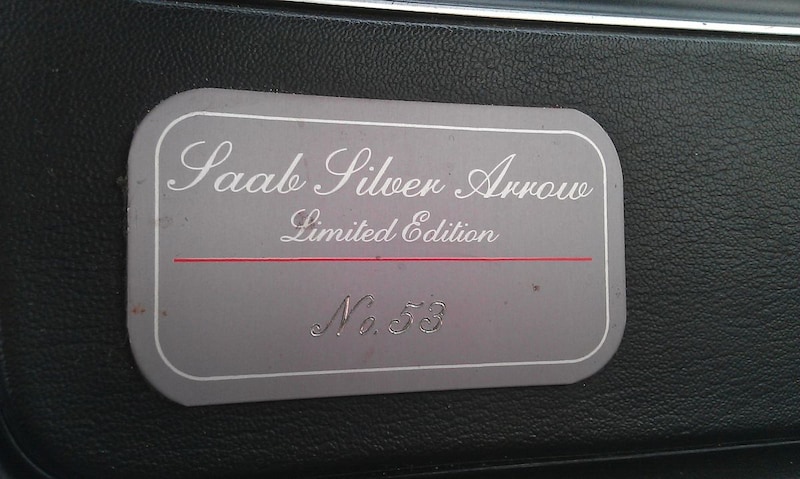 Saab Silver Arrow
Limited Edition
No. 53